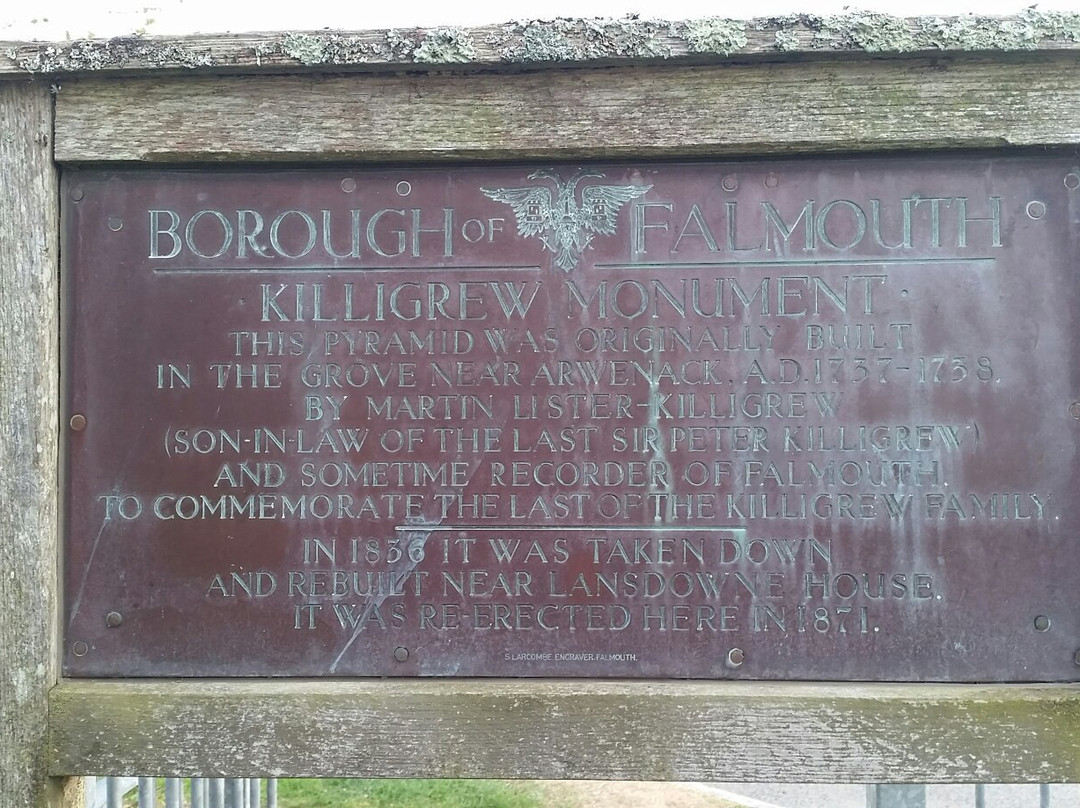 BOROUGH OF FALMOUTH
· KILLIGREW MONUMENT ·
THIS PYRAMID WAS ORIGINALLY BUILT
IN THE GROVE NEAR ARWENACK, A.D.1737-1738,
BY MARTIN LISTER-KILLIGREW
(SON-IN-LAW OF THE LAST SIR PETER KILLIGREW)
AND SOMETIME RECORDER OF FALMOUTH,
TO COMMEMORATE THE LAST OF THE KILLIGREW FAMILY.
IN 1836 IT WAS TAKEN DOWN
AND REBUILT NEAR LANSDOWNE HOUSE.
IT WAS RE-ERECTED HERE IN 1871.
S.LARCOMBE. ENGRAVER. FALMOUTH.